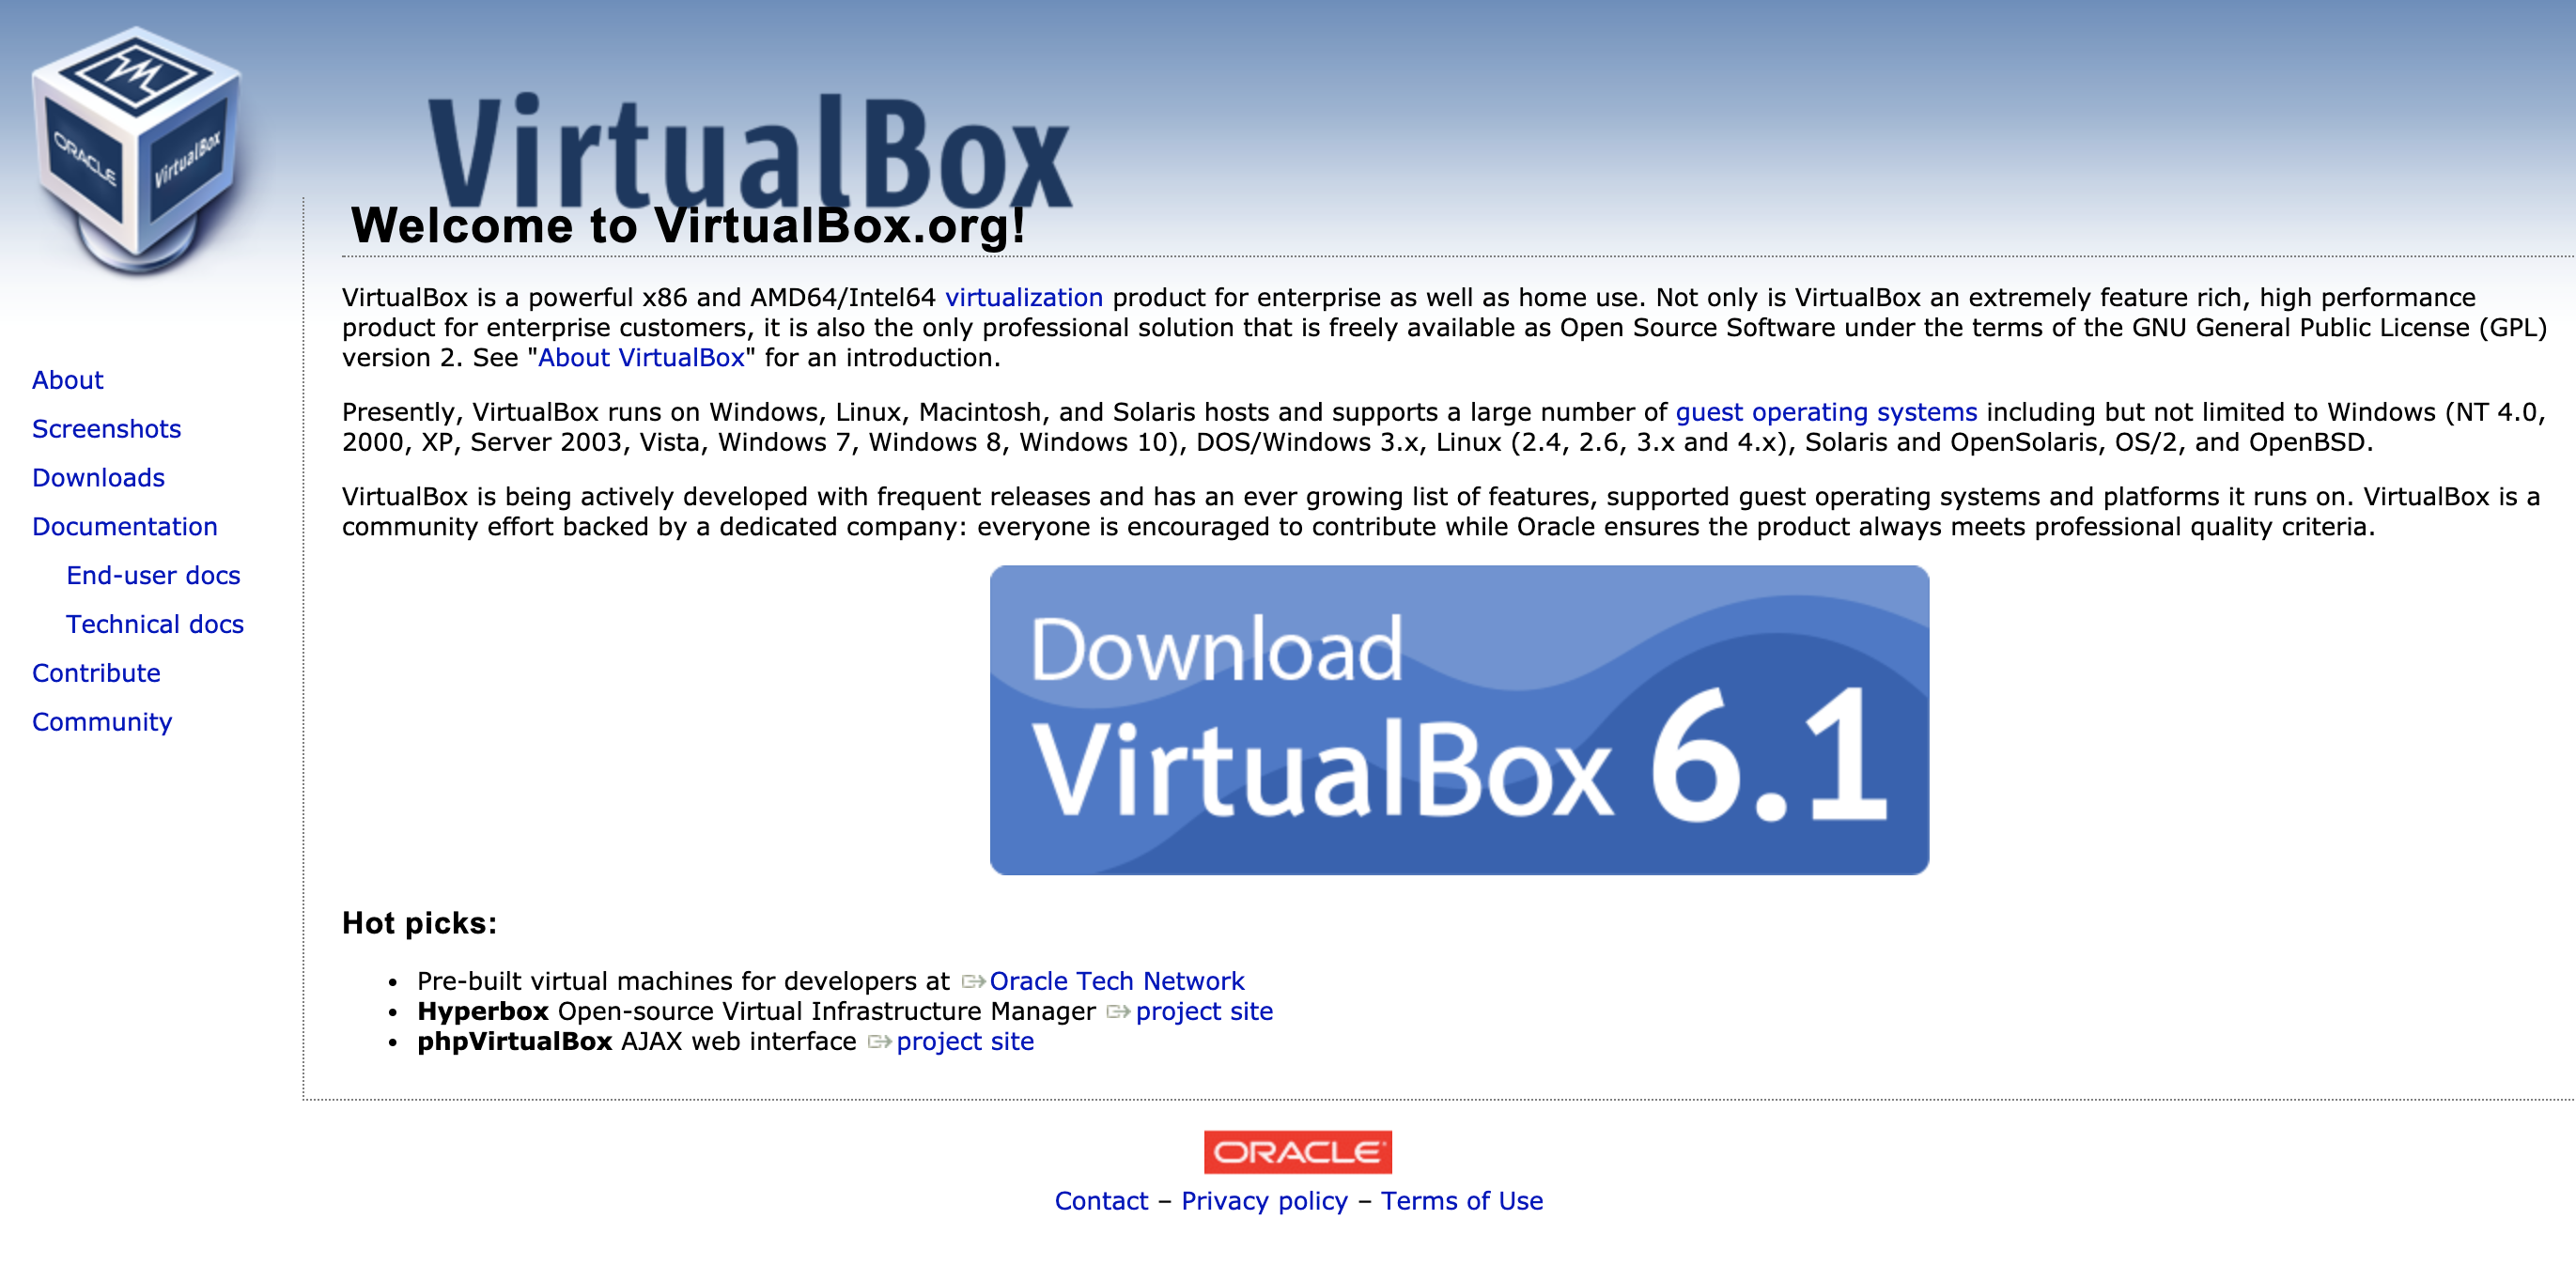 ORACLE
VirtualBox
VirtualBox
Welcome to VirtualBox.org!
VirtualBox is a powerful x86 and AMD64/Intel64 virtualization product for enterprise as well as home use. Not only is VirtualBox an extremely feature rich, high performance
product for enterprise customers, it is also the only professional solution that is freely available as Open Source Software under the terms of the GNU General Public License (GPL)
version 2. See "About VirtualBox" for an introduction.
Presently, VirtualBox runs on Windows, Linux, Macintosh, and Solaris hosts and supports a large number of guest operating systems including but not limited to Windows (NT 4.0,
2000, XP, Server 2003, Vista, Windows 7, Windows 8, Windows 10), DOS/Windows 3.x, Linux (2.4, 2.6, 3.x and 4.x), Solaris and OpenSolaris, OS/2, and OpenBSD.
VirtualBox is being actively developed with frequent releases and has an ever growing list of features, supported guest operating systems and platforms it runs on. VirtualBox is a
community effort backed by a dedicated company: everyone is encouraged to contribute while Oracle ensures the product always meets professional quality criteria.
About
Screenshots
Downloads
Documentation
End-user docs
Technical docs
Contribute
Community
Download
VirtualBox 6.1
Hot picks:
• Pre-built virtual machines for developers at Oracle Tech Network
• Hyperbox Open-source Virtual Infrastructure Manager project site
• phpVirtualBox AJAX web interface project site
ORACLE
Contact – Privacy policy – Terms of Use